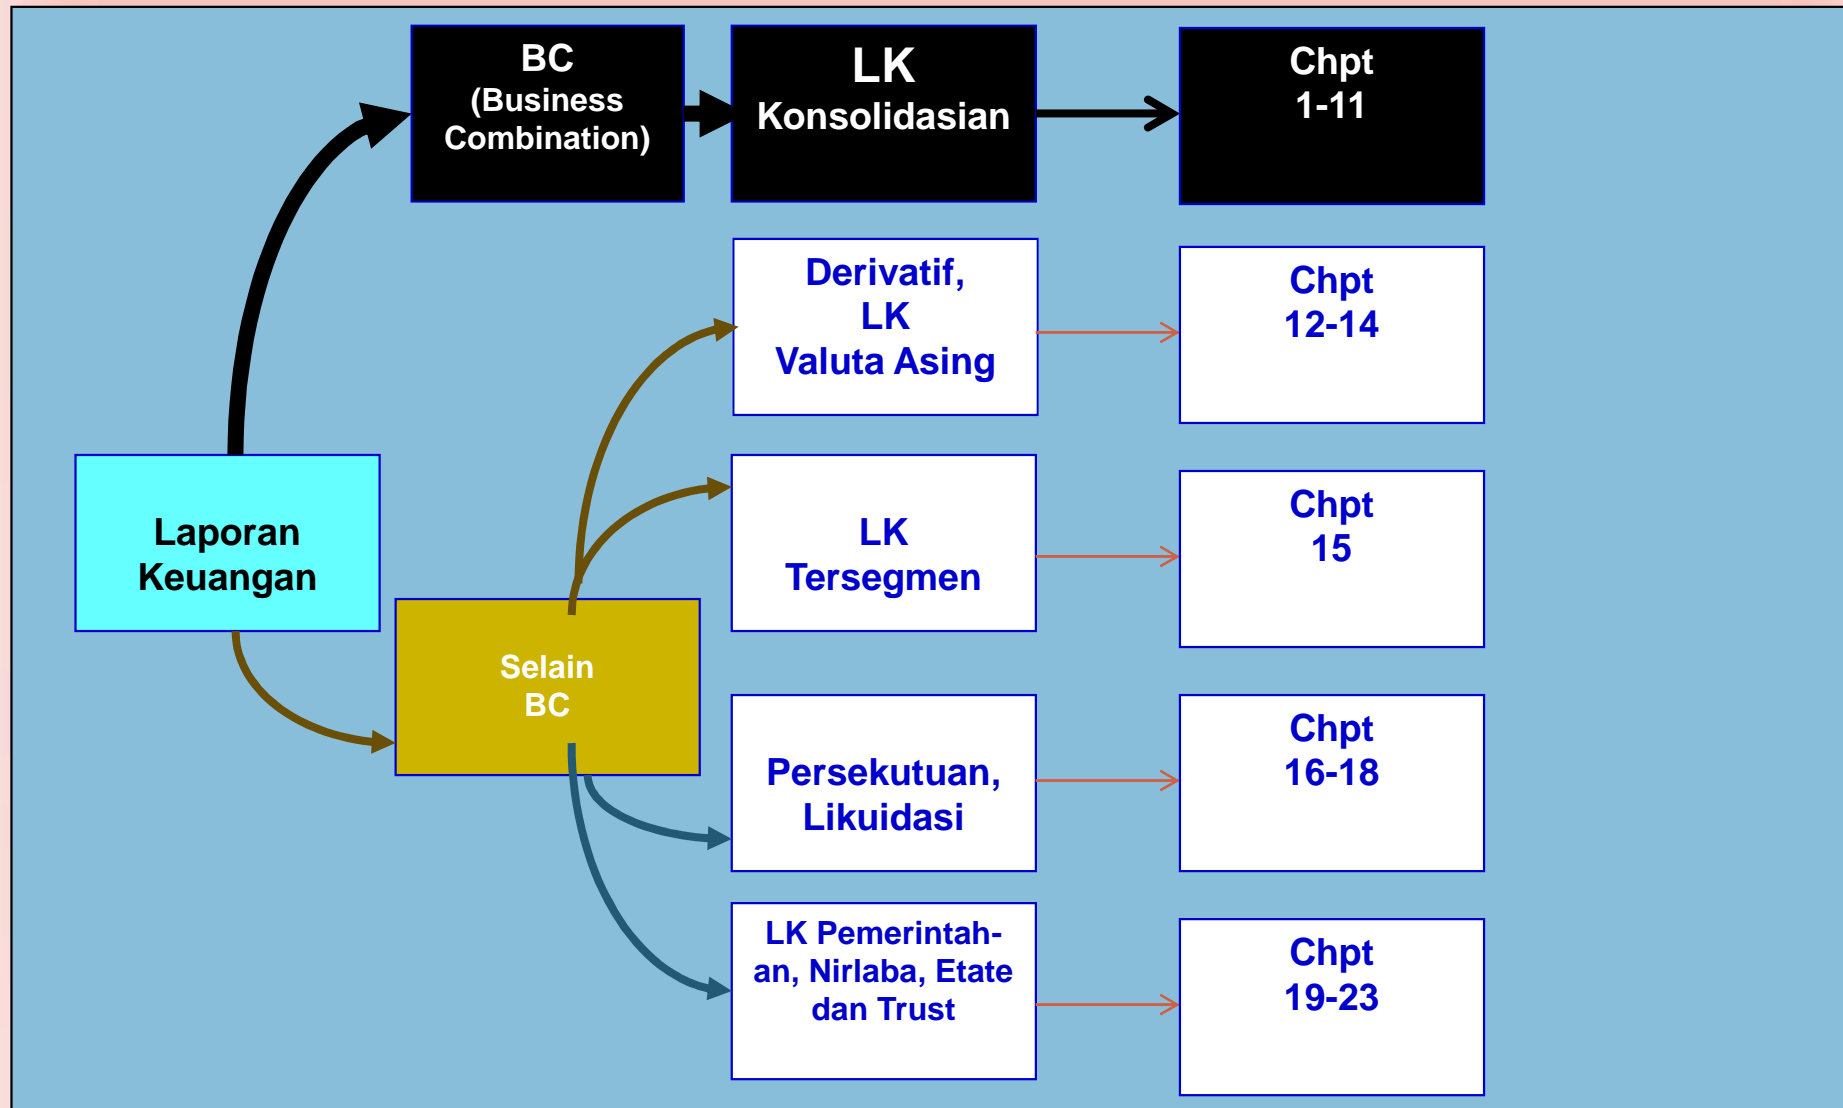 BC
(Business
Combination)
LK
Konsolidasian
Chpt
1-11
Derivatif,
LK
Valuta Asing
Chpt
12-14
Laporan
Keuangan
LK
Tersegmen
Chpt
15
Selain
BC
Persekutuan,
Likuidasi
Chpt
16-18
LK Pemerintah-
an, Nirlaba, Etate
dan Trust
Chpt
19-23